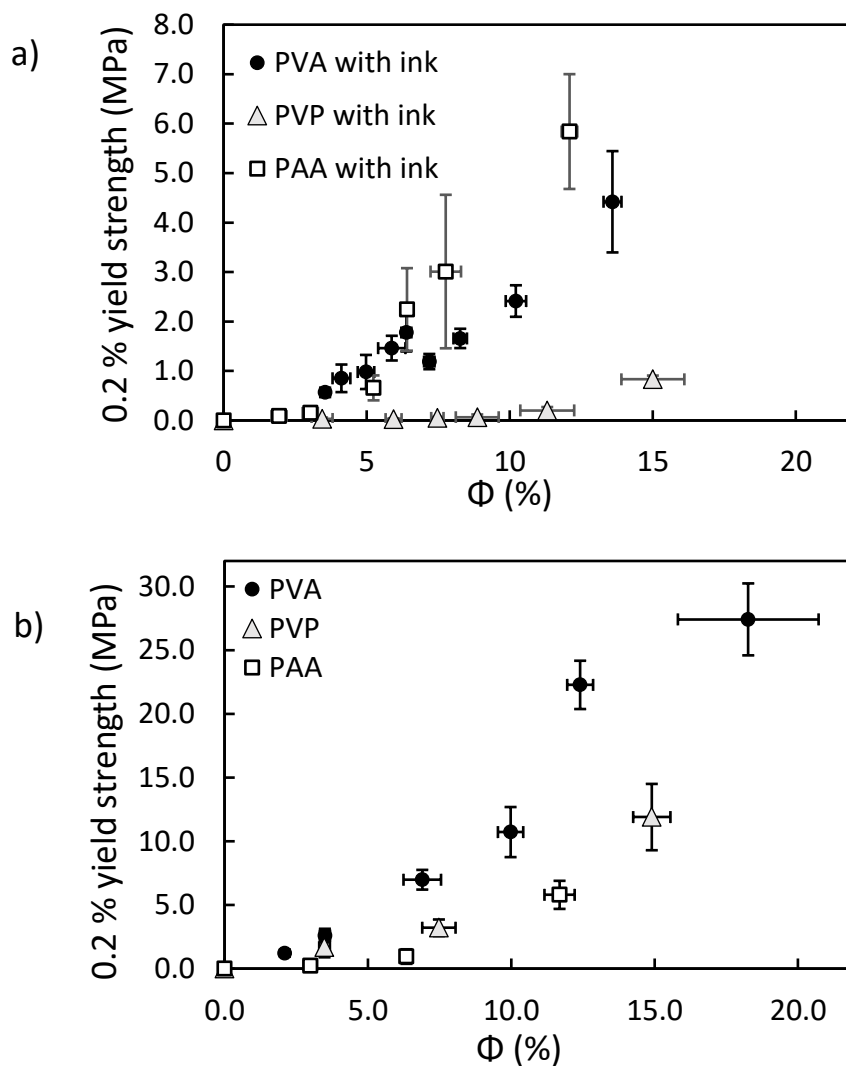 a)
0.2 % yield strength (MPa)
8.0
7.0
6.0
5.0
4.0
3.0
2.0
1.0
0.0
PVA with ink
PVP with ink
PAA with ink
0 5 10 15 20
Φ (%)
b)
0.2 % yield strength (MPa)
30.0
25.0
20.0
15.0
10.0
5.0
0.0
PVA
PVP
PAA
0.0 5.0 10.0 15.0 20.0
Φ (%)